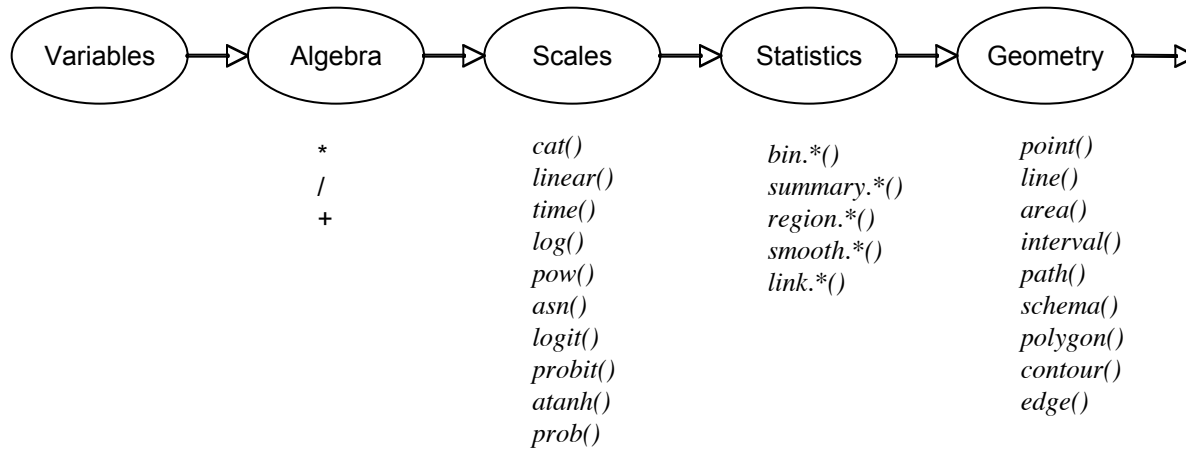 Variables
Algebra
Scales
Statistics
Geometry
*
/
+
cat()
linear()
time()
log()
pow()
asn()
logit()
probit()
atanh()
prob()
bin.*()
summary.*()
region.*()
smooth.*()
link.*()
point()
line()
area()
interval()
path()
schema()
polygon()
contour()
edge()